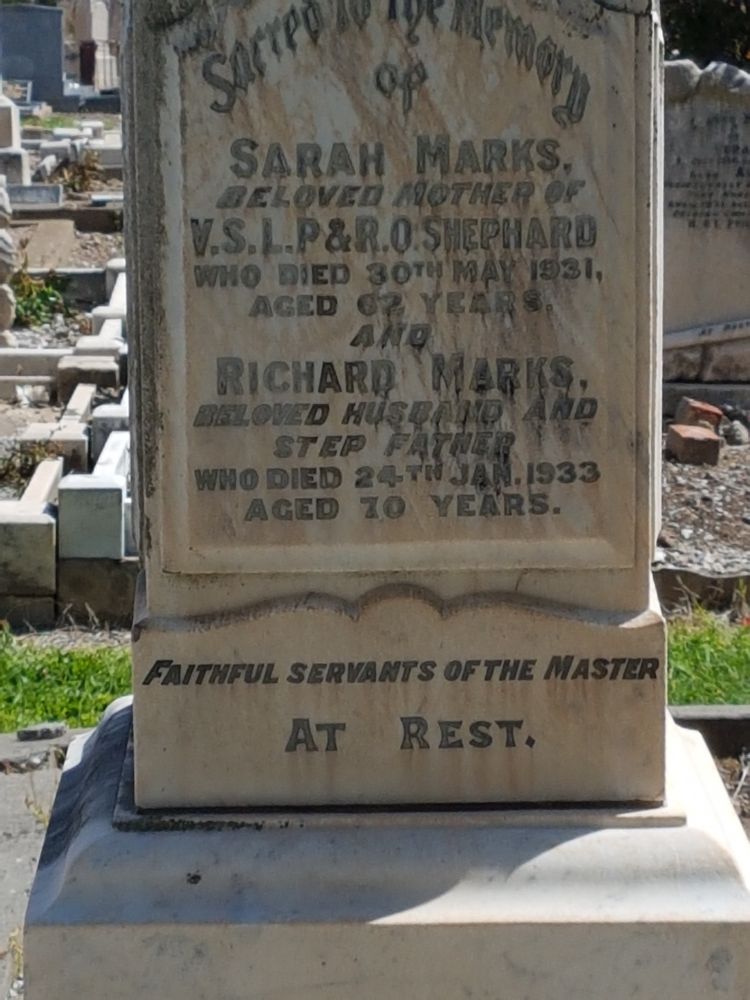 Sacred to the Memory
of
SARAH MARKS,
BELOVED MOTHER OF
V.S.L.P & R.O. SHEPHARD
WHO DIED 30TH MAY 1931,
AGED 62 YEARS.
AND
RICHARD MARKS,
BELOVED HUSBAND AND
STEP FATHER
WHO DIED 24TH JAN. 1933
AGED 70 YEARS.
FAITHFUL SERVANTS OF THE MASTER
AT REST.